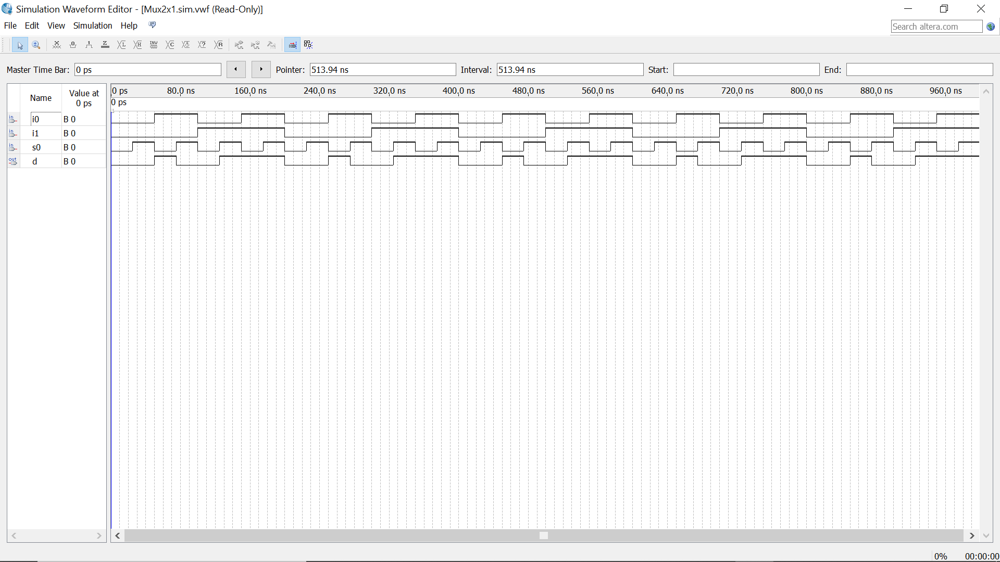 Simulation Waveform Editor - [Mux2x1.sim.vwf (Read-Only)]
File Edit View Simulation Help
Search altera.com
Master Time Bar: 0 ps Pointer: 513.94 ns Interval: 513.94 ns Start: End:
Name Value at 0 ps
0 ps 80.0 ns 160.0 ns 240.0 ns 320.0 ns 400.0 ns 480.0 ns 560.0 ns 640.0 ns 720.0 ns 800.0 ns 880.0 ns 960.0 ns
0 ps
in i0 B 0
in i1 B 0
in s0 B 0
out d B 0
0% 00:00:00